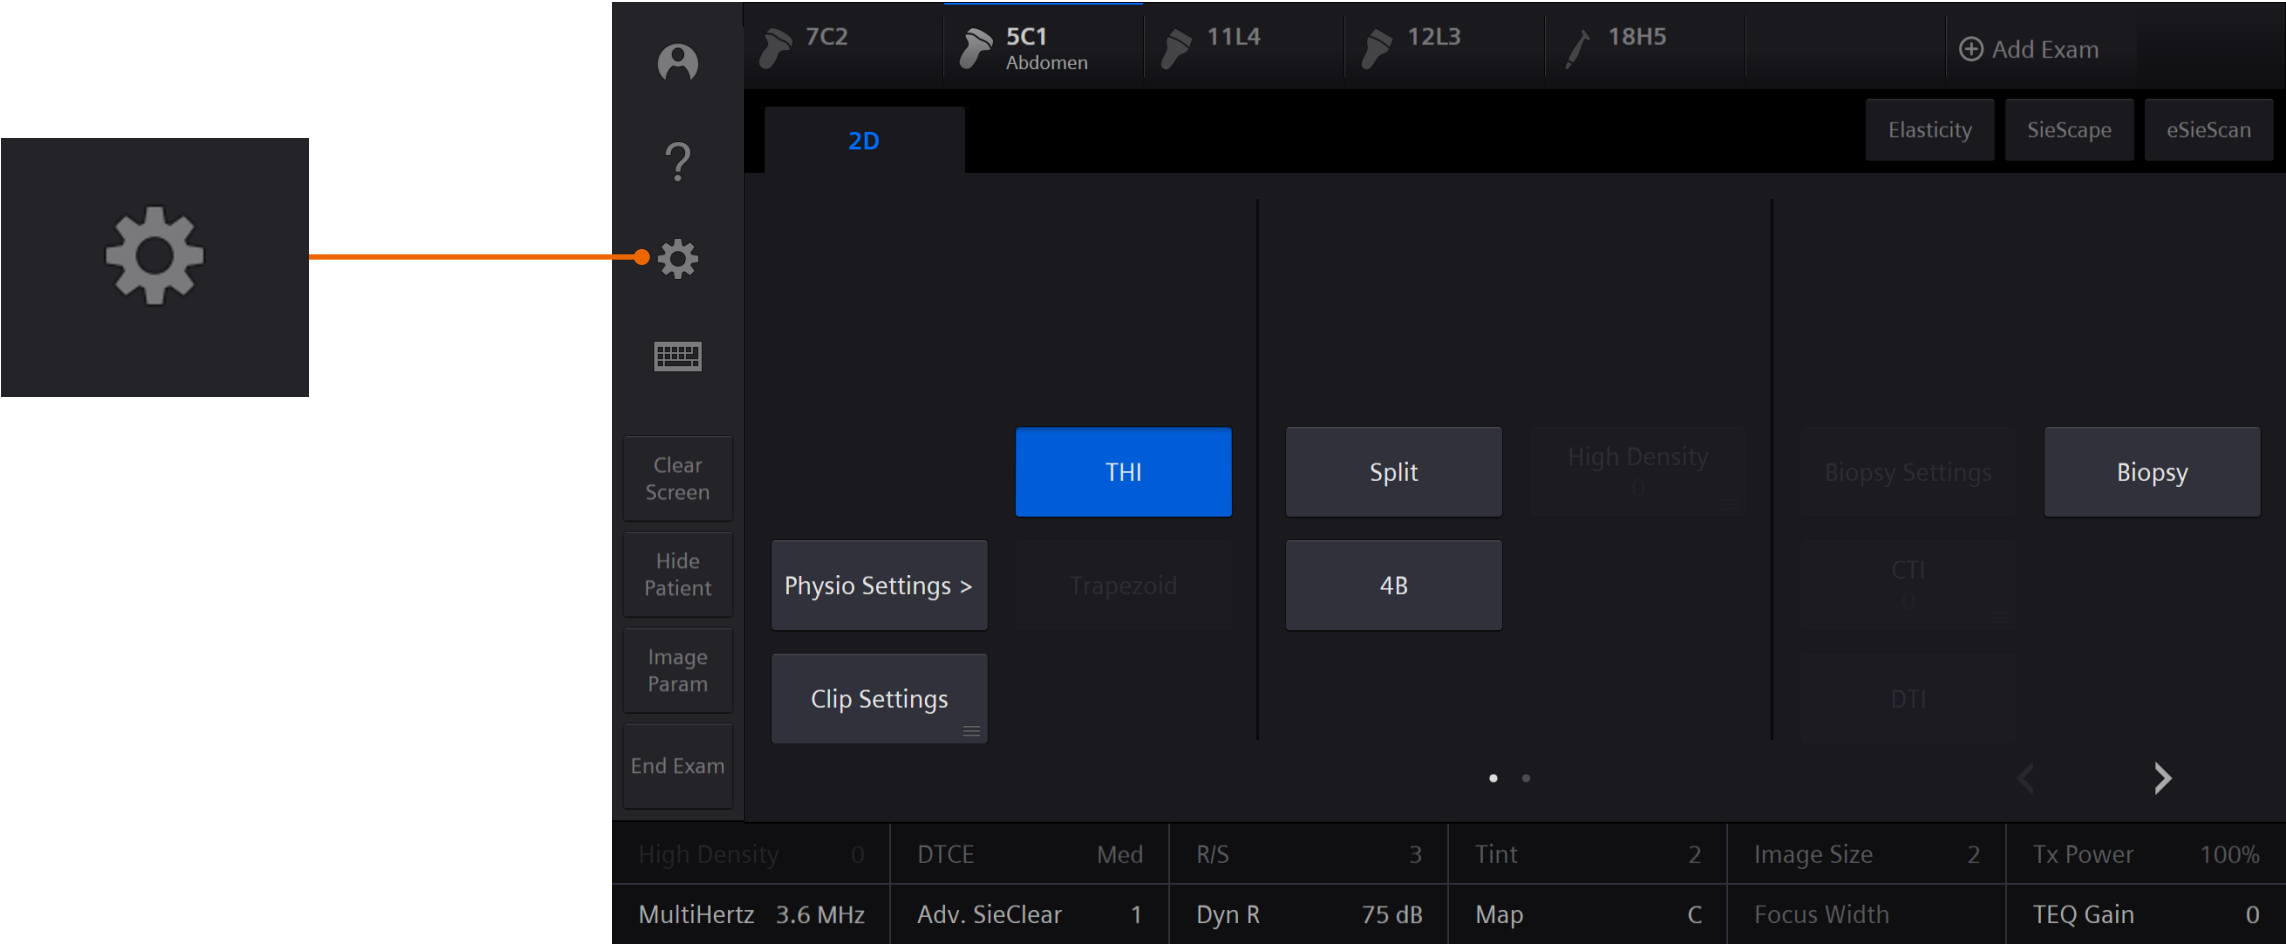 7C2
5C1
Abdomen
11L4
12L3
18H5
Add Exam
2D
Elasticity
SieScape
eSieScan
?
Clear
Screen
Hide
Patient
Image
Param
End Exam
THI
Split
High Density
0
Biopsy Settings
Biopsy
Physio Settings >
Trapezoid
4B
CTI
0
Clip Settings
DTI
High Density 0
DTCE Med
R/S 3
Tint 2
Image Size 2
Tx Power 100%
MultiHertz 3.6 MHz
Adv. SieClear 1
Dyn R 75 dB
Map C
Focus Width
TEQ Gain 0